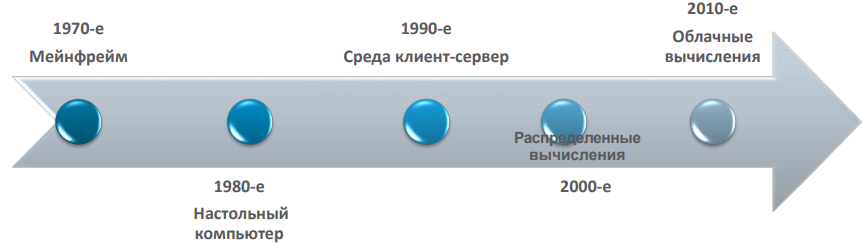 1970-е
Мейнфрейм
1980-е
Настольный
компьютер
1990-е
Среда клиент-сервер
Распределенные
вычисления
2000-е
2010-е
Облачные
вычисления